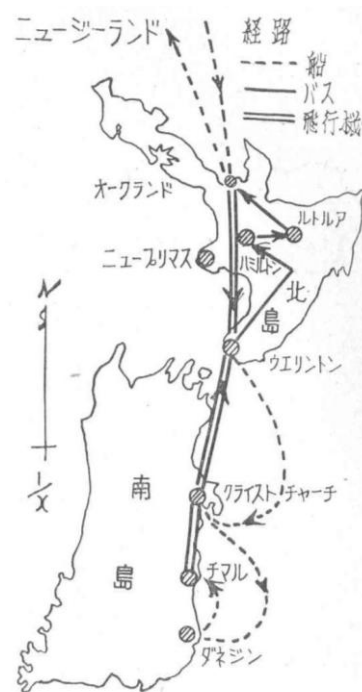 ニュージーランド
経路
船
バス
飛行机
オークランド
ルトルア
ハミルトン
ニュープリマス
北
島
ウエリントン
N
S
1/X
クライストチャーチ
南
島
チマル
ダネジン